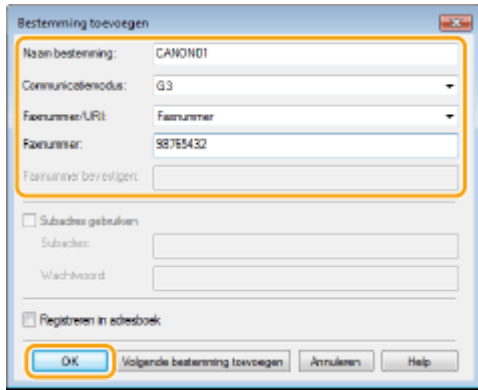 Bestemming toevoegen
Naam bestemming: CANON01
Communicatiemodus: G3
Faxnummer/URI: Faxnummer
Faxnummer: 98765432
Faxnummer bevestigen:
Subadres gebruiken
Subadres:
Wachtwoord:
Registreren in adresboek
OK Volgende bestemming toevoegen Annuleren Help